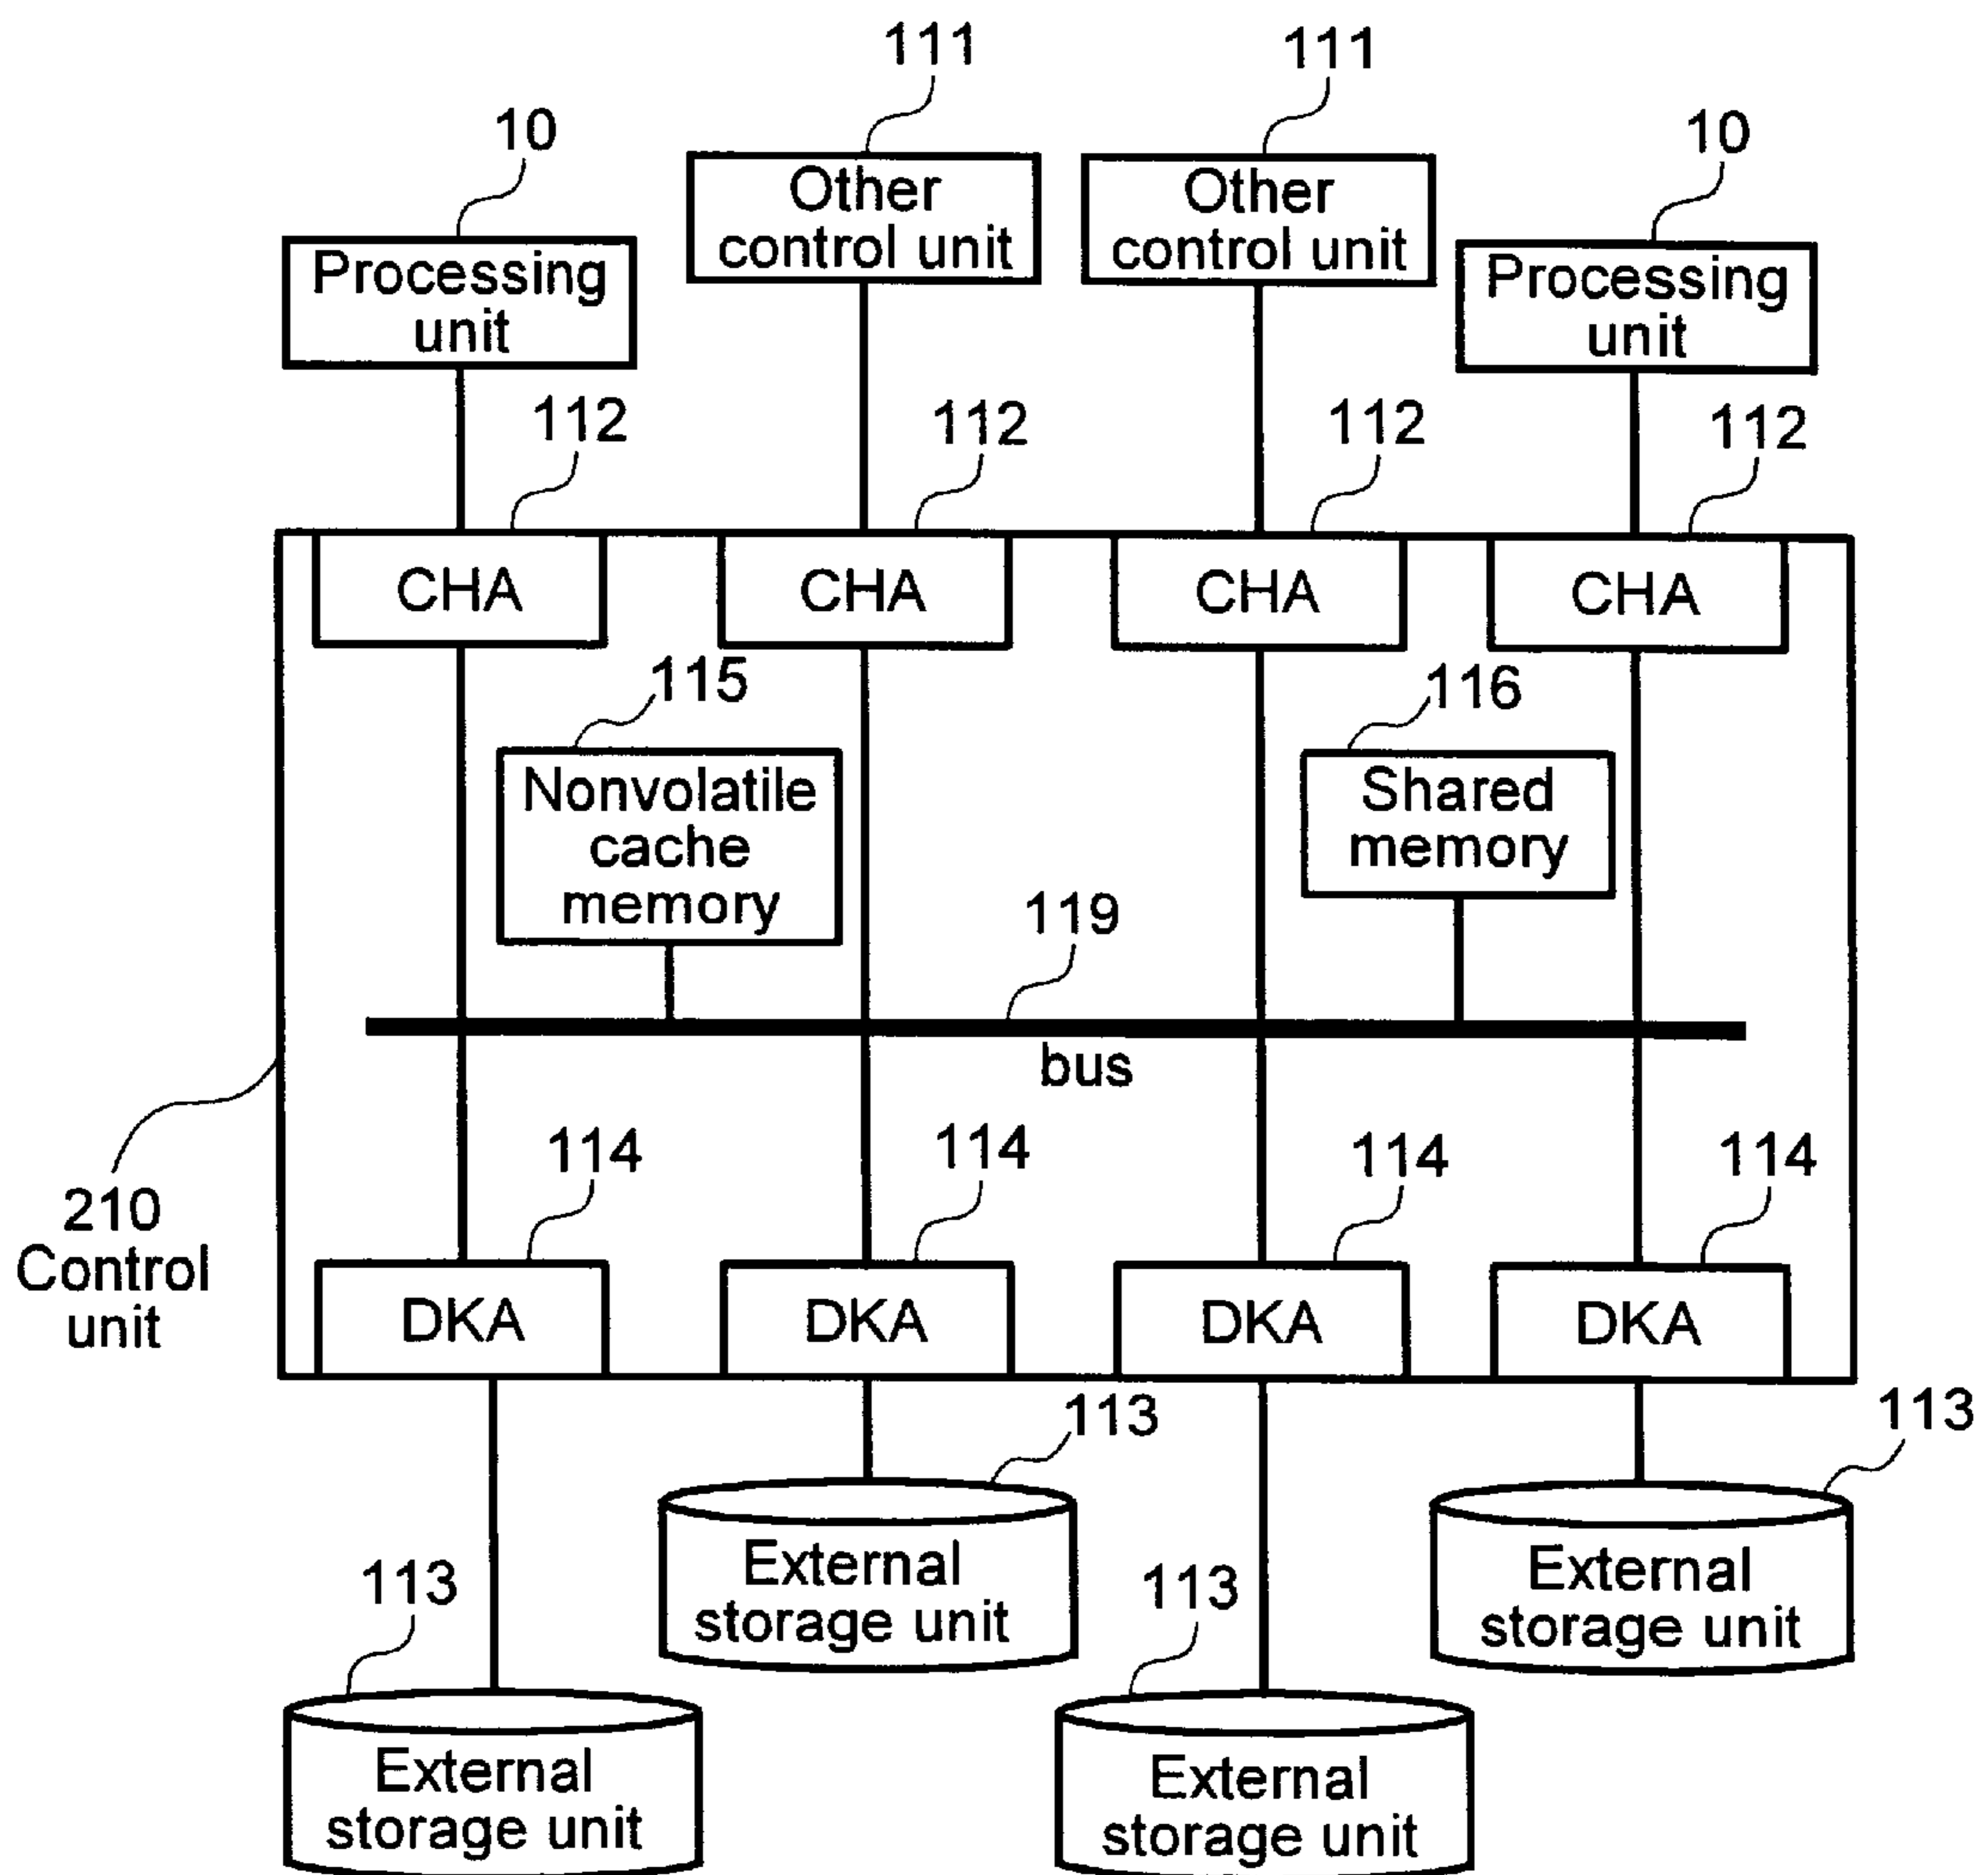 111
111
10
10
Other
control unit
Other
control unit
Processing
unit
Processing
unit
112
112
112
112
CHA
CHA
CHA
CHA
115
116
Nonvolatile
cache
memory
Shared
memory
119
bus
114
114
114
114
210
Control
unit
DKA
DKA
DKA
DKA
113
113
External
storage unit
External
storage unit
113
113
External
storage unit
External
storage unit